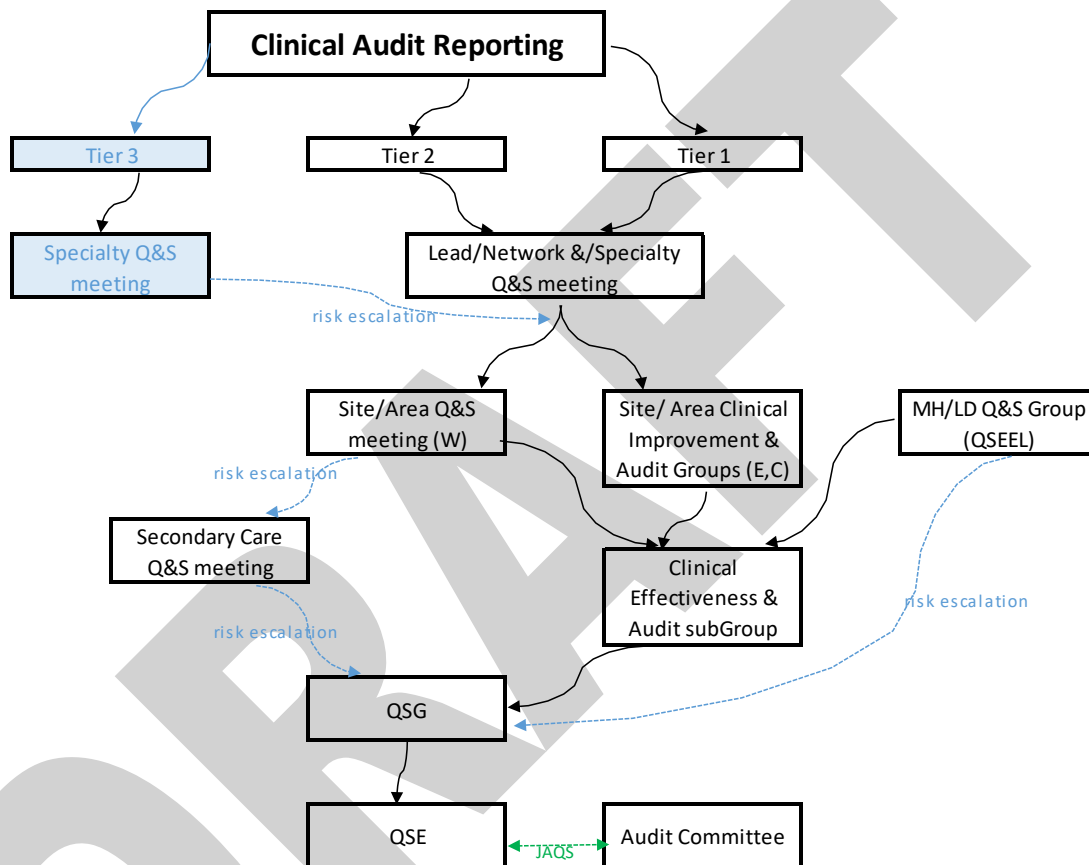 Clinical Audit Reporting
Tier 3
Tier 2
Tier 1
Specialty Q&S
meeting
Lead/Network &/Specialty
Q&S meeting
risk escalation
Site/Area Q&S
meeting (W)
Site/ Area Clinical
Improvement &
Audit Groups (E,C)
MH/LD Q&S Group
(QSEEL)
risk escalation
Secondary Care
Q&S meeting
Clinical
Effectiveness &
Audit subGroup
risk escalation
risk escalation
QSG
QSE
JAQS
Audit Committee
DRAFT